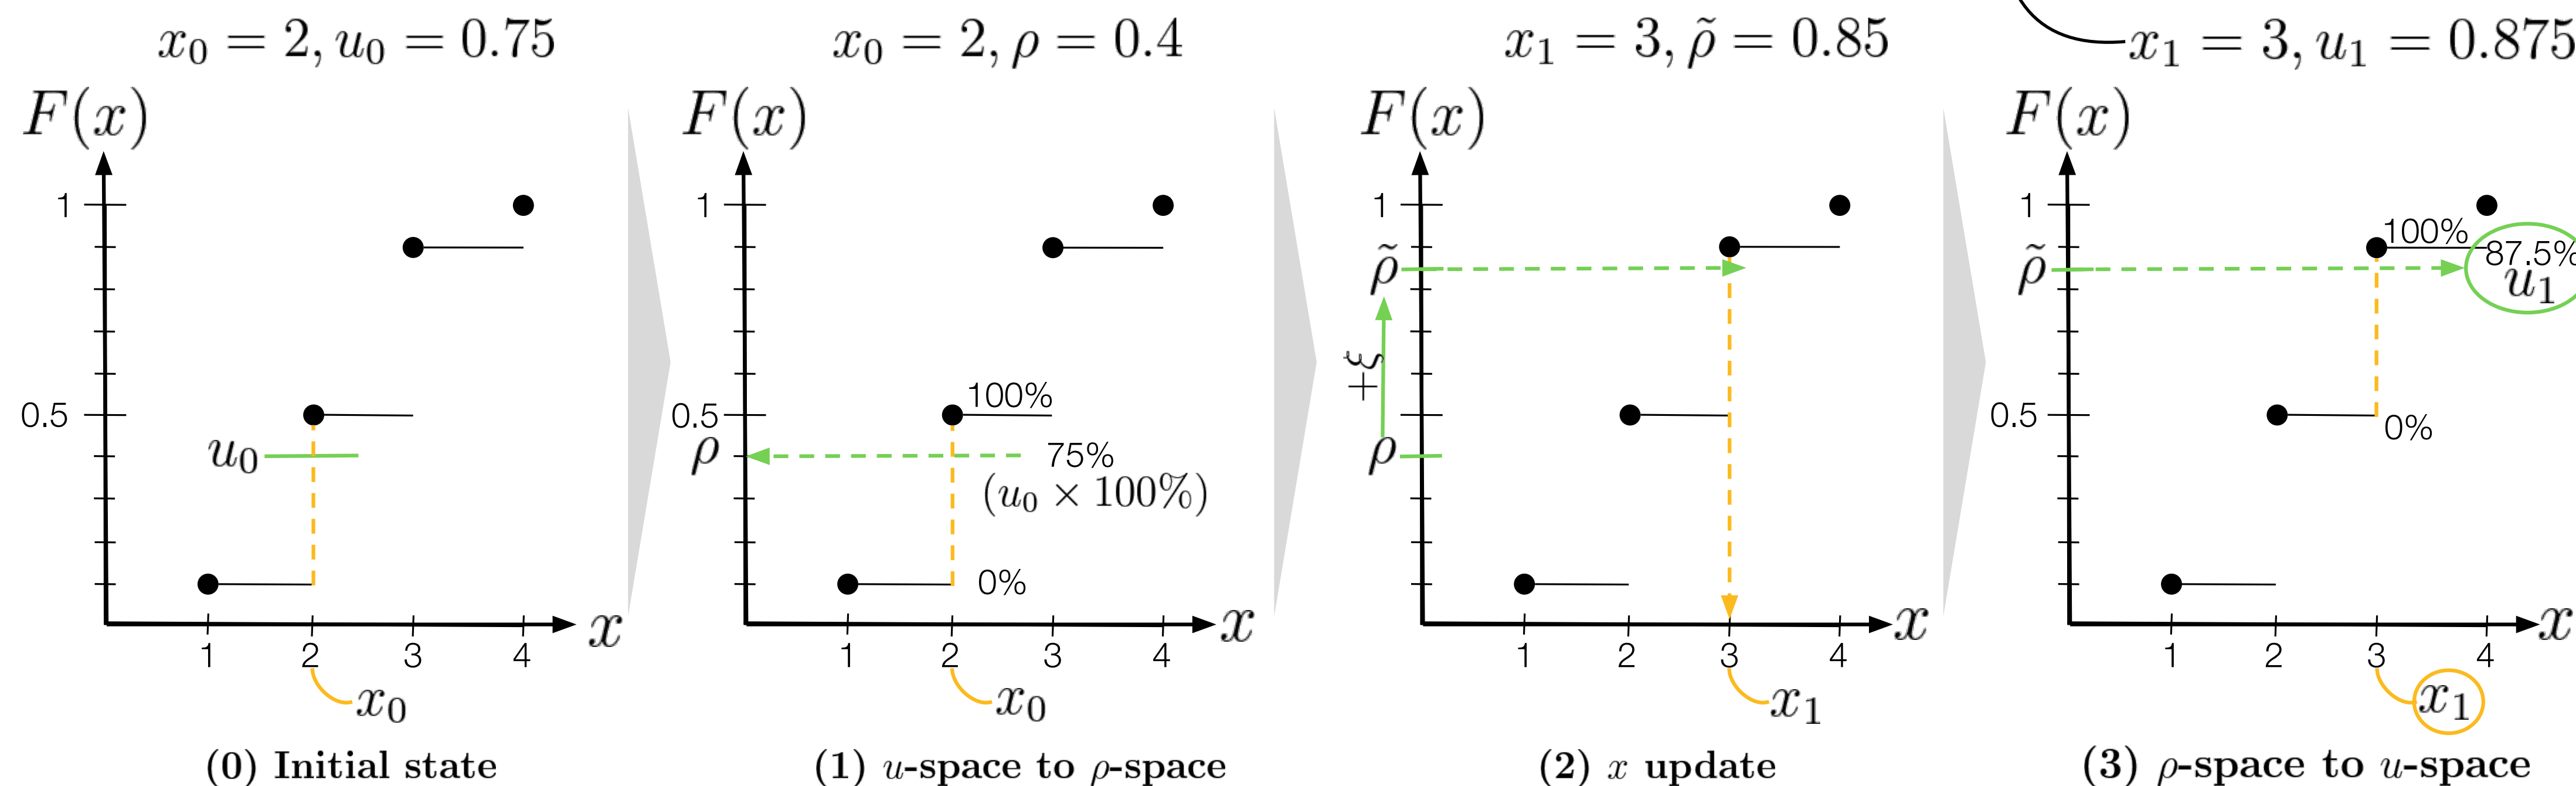 x₀ = 2, u₀ = 0.75
F(x)
1
0.5
u₀
1 2 3 4
x
x₀
(0) Initial state
x₀ = 2, ρ = 0.4
F(x)
1
0.5
100%
ρ
75%
(u₀ × 100%)
0%
1 2 3 4
x
x₀
(1) u-space to ρ-space
x₁ = 3, ρ̃ = 0.85
F(x)
1
ρ̃
+ξ
ρ
1 2 3 4
x
x₁
(2) x update
x₁ = 3, u₁ = 0.875
F(x)
1
100%
87.5%
ρ̃
u₁
0.5
0%
1 2 3 4
x
x₁
(3) ρ-space to u-space